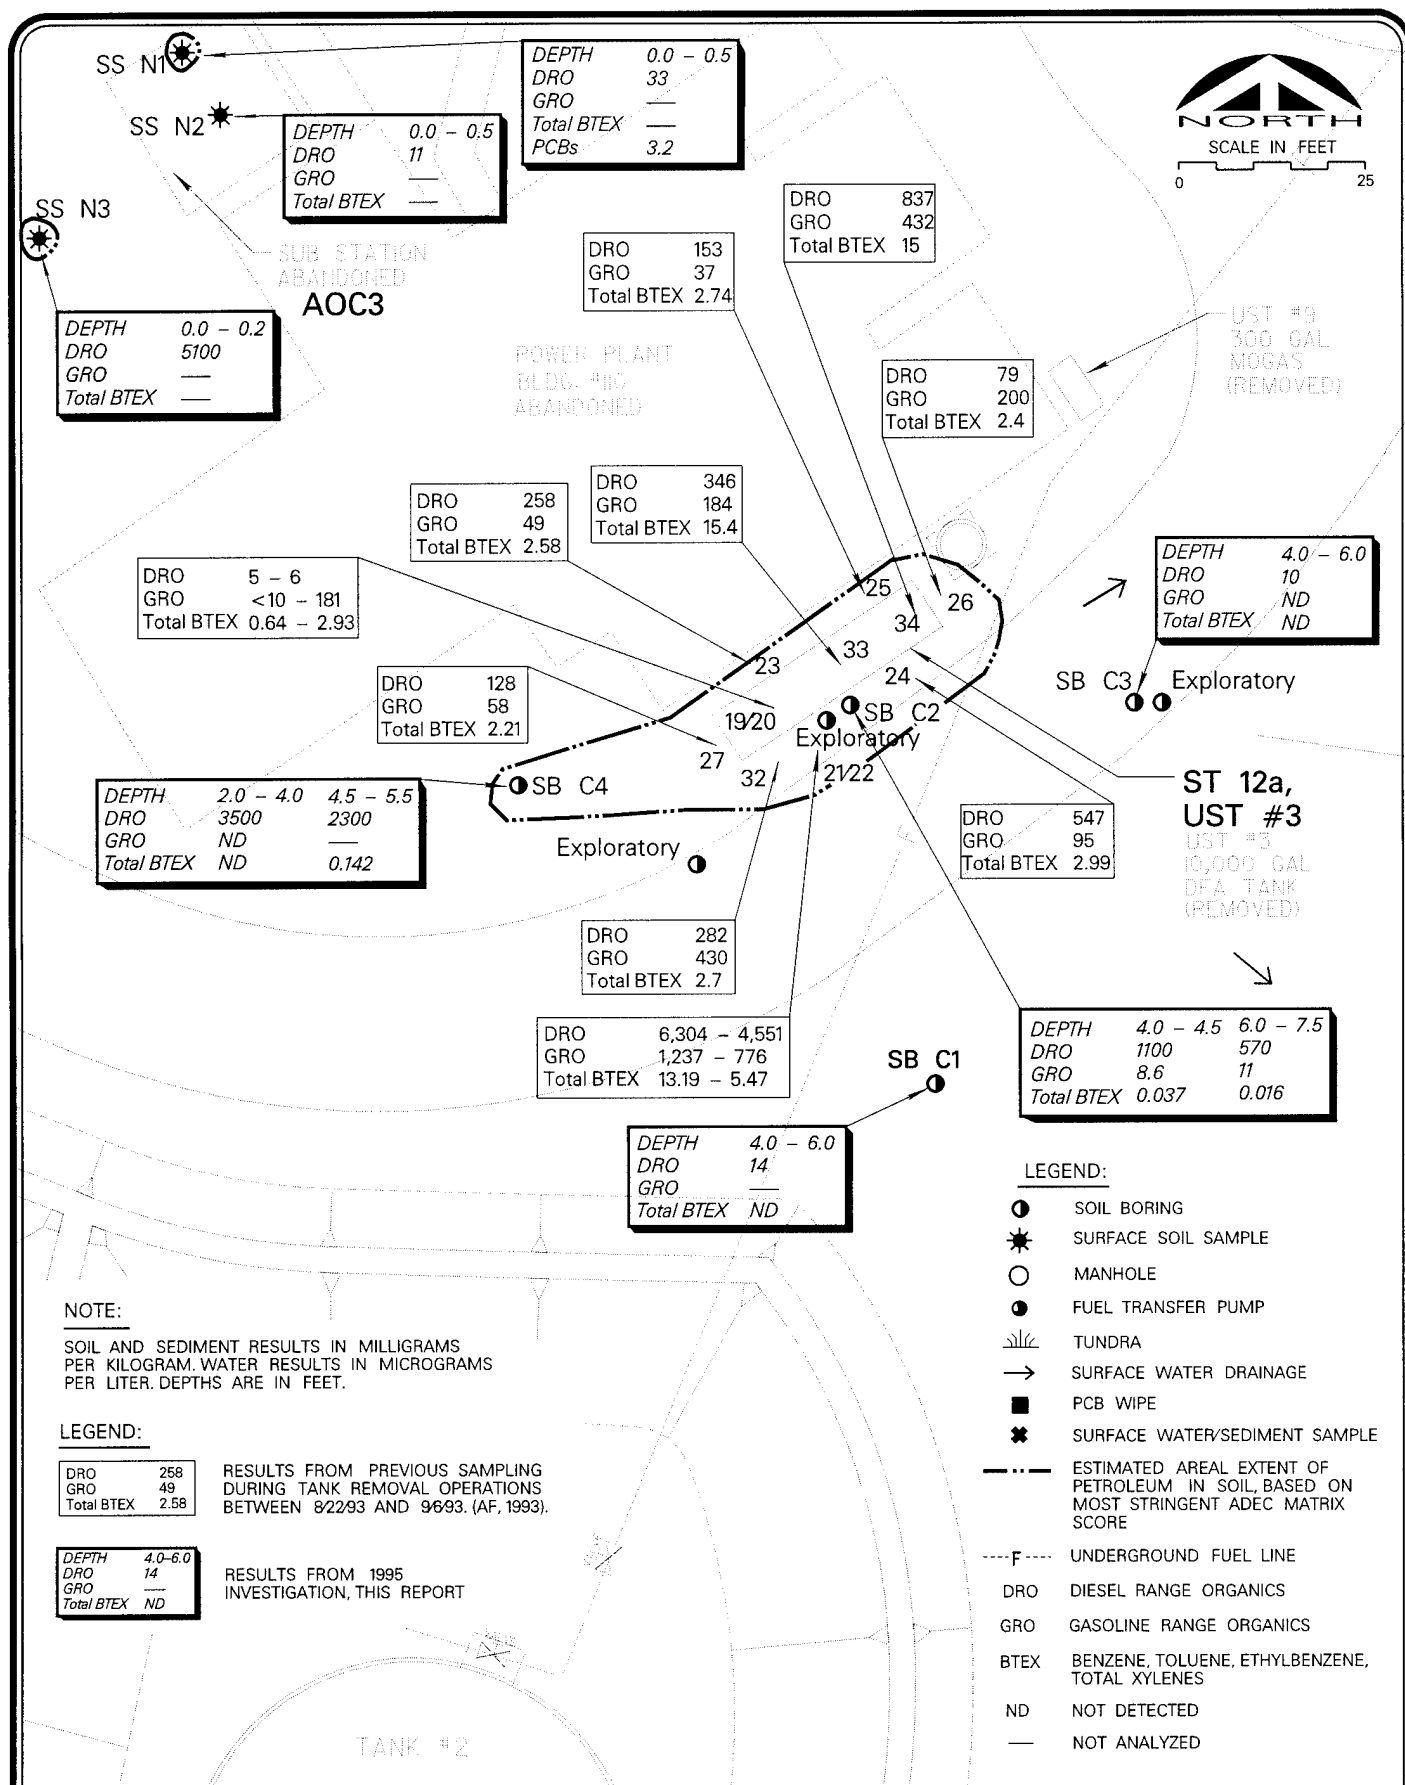 SS N1
DEPTH 0.0 – 0.5
DRO 33
GRO —
Total BTEX —
PCBs 3.2
NORTH
SCALE IN FEET
0 25
SS N2
DEPTH 0.0 – 0.5
DRO 11
GRO —
Total BTEX —
SS N3
DEPTH 0.0 – 0.2
DRO 5100
GRO —
Total BTEX —
SUB STATION
ABANDONED
AOC3
DRO 153
GRO 37
Total BTEX 2.74
DRO 837
GRO 432
Total BTEX 15
POWER PLANT
BLDG. #110
ABANDONED
UST #9
300 GAL
MOGAS
(REMOVED)
DRO 79
GRO 200
Total BTEX 2.4
DRO 258
GRO 49
Total BTEX 2.58
DRO 346
GRO 184
Total BTEX 15.4
DRO 5 – 6
GRO <10 – 181
Total BTEX 0.64 – 2.93
DEPTH 4.0 – 6.0
DRO 10
GRO ND
Total BTEX ND
25
26
34
33
23
24
SB C3
Exploratory
DRO 128
GRO 58
Total BTEX 2.21
19/20
SB C2
Exploratory
27
32
21/22
SB C4
DEPTH 2.0 – 4.0 4.5 – 5.5
DRO 3500 2300
GRO ND —
Total BTEX ND 0.142
Exploratory
ST 12a,
UST #3
UST #3
10,000 GAL
DFA TANK
(REMOVED)
F
DRO 547
GRO 95
Total BTEX 2.99
DRO 282
GRO 430
Total BTEX 2.7
DRO 6,304 – 4,551
GRO 1,237 – 776
Total BTEX 13.19 – 5.47
DEPTH 4.0 – 4.5 6.0 – 7.5
DRO 1100 570
GRO 8.6 11
Total BTEX 0.037 0.016
SB C1
DEPTH 4.0 – 6.0
DRO 14
GRO —
Total BTEX ND
LEGEND:
SOIL BORING
SURFACE SOIL SAMPLE
MANHOLE
FUEL TRANSFER PUMP
TUNDRA
SURFACE WATER DRAINAGE
PCB WIPE
SURFACE WATER/SEDIMENT SAMPLE
ESTIMATED AREAL EXTENT OF
PETROLEUM IN SOIL, BASED ON
MOST STRINGENT ADEC MATRIX
SCORE
----F---- UNDERGROUND FUEL LINE
DRO DIESEL RANGE ORGANICS
GRO GASOLINE RANGE ORGANICS
BTEX BENZENE, TOLUENE, ETHYLBENZENE,
TOTAL XYLENES
ND NOT DETECTED
— NOT ANALYZED
NOTE:
SOIL AND SEDIMENT RESULTS IN MILLIGRAMS
PER KILOGRAM. WATER RESULTS IN MICROGRAMS
PER LITER. DEPTHS ARE IN FEET.
LEGEND:
DRO 258
GRO 49
Total BTEX 2.58
RESULTS FROM PREVIOUS SAMPLING
DURING TANK REMOVAL OPERATIONS
BETWEEN 8/22/93 AND 9/6/93. (AF, 1993).
DEPTH 4.0–6.0
DRO 14
GRO —
Total BTEX ND
RESULTS FROM 1995
INVESTIGATION, THIS REPORT
TANK #2